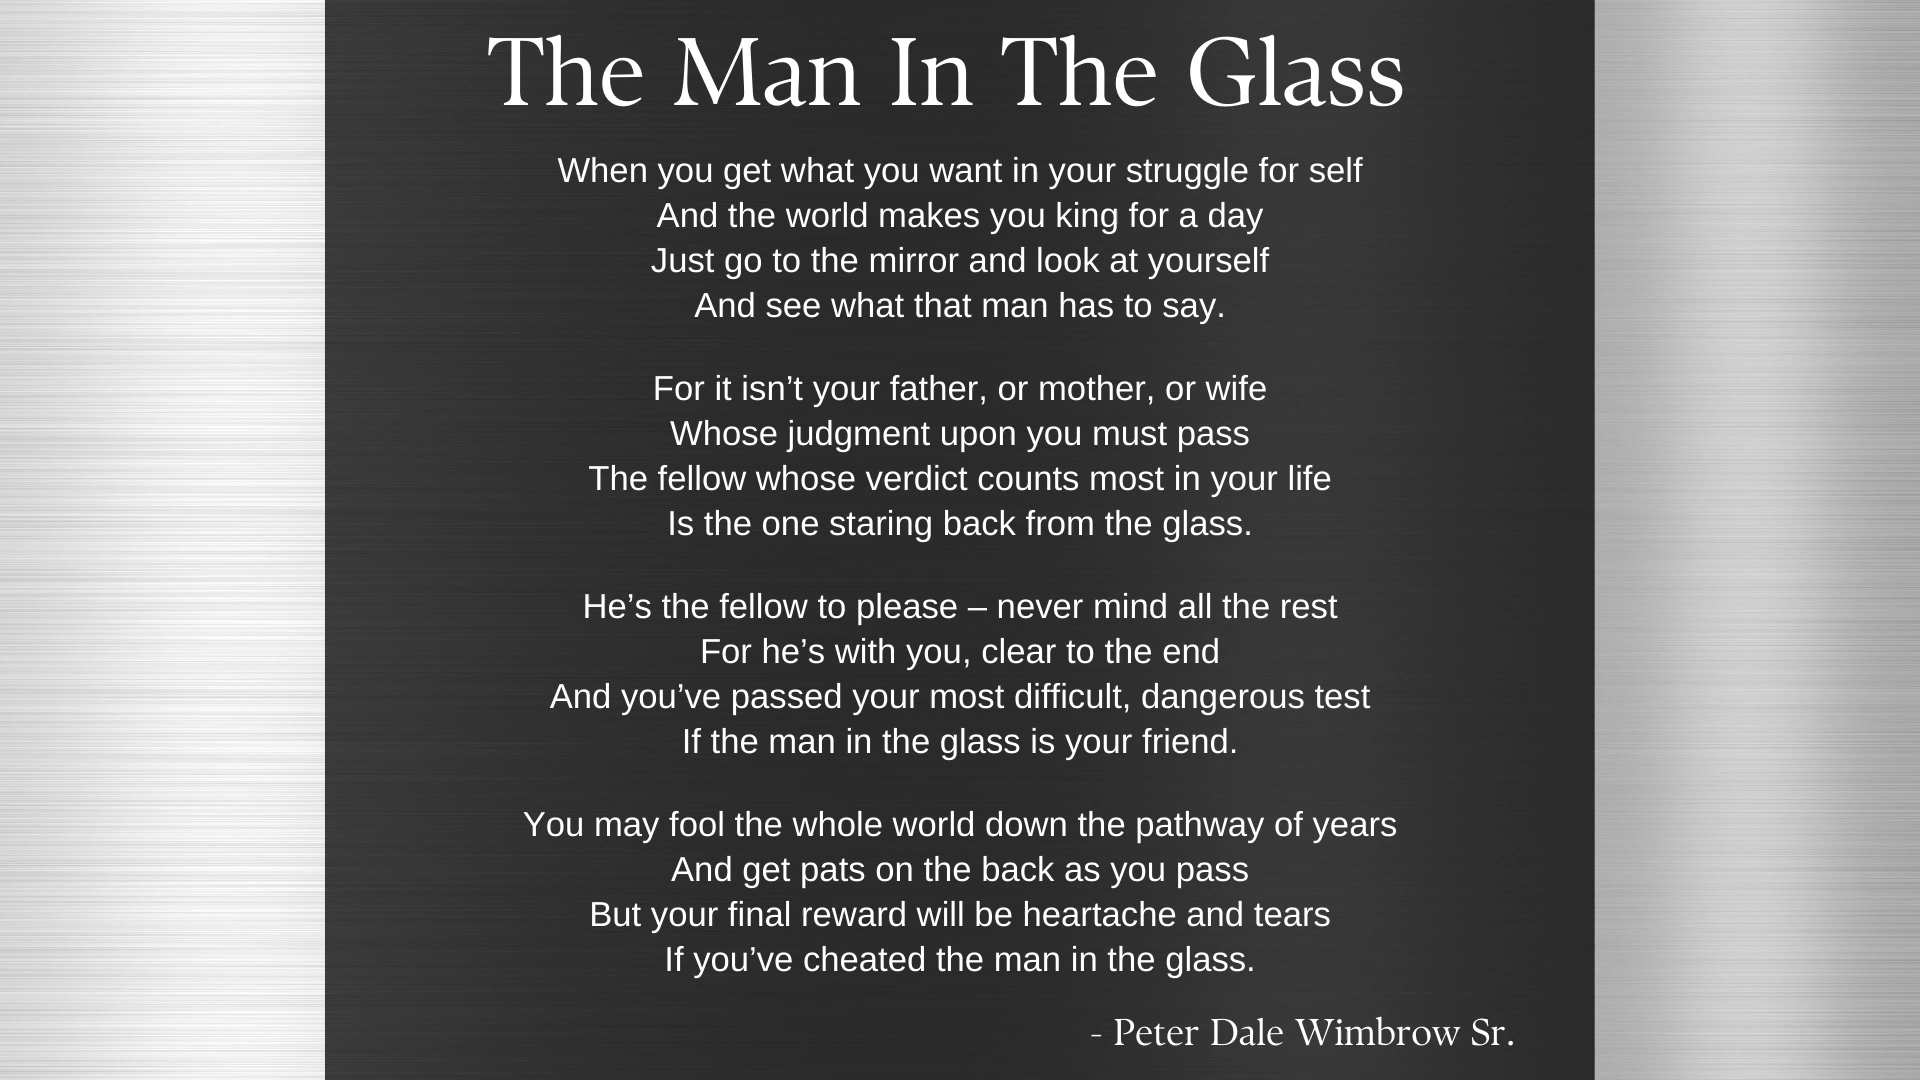 The Man In The Glass
When you get what you want in your struggle for self
And the world makes you king for a day
Just go to the mirror and look at yourself
And see what that man has to say.
For it isn’t your father, or mother, or wife
Whose judgment upon you must pass
The fellow whose verdict counts most in your life
Is the one staring back from the glass.
He’s the fellow to please – never mind all the rest
For he’s with you, clear to the end
And you’ve passed your most difficult, dangerous test
If the man in the glass is your friend.
You may fool the whole world down the pathway of years
And get pats on the back as you pass
But your final reward will be heartache and tears
If you’ve cheated the man in the glass.
- Peter Dale Wimbrow Sr.